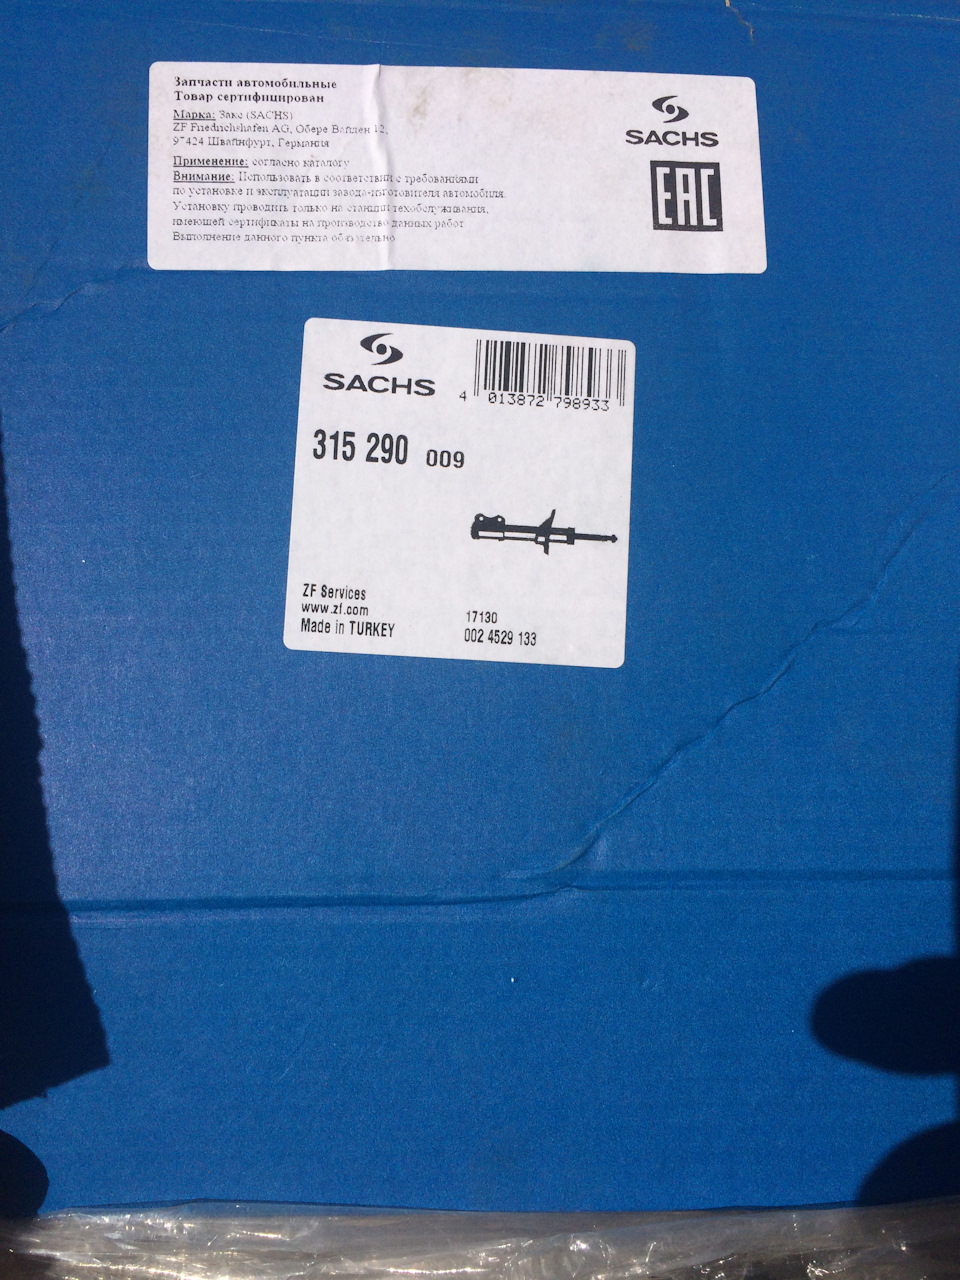 Запчасти автомобильные
Товар сертифицирован
Марка: Закс (SACHS)
ZF Friedrichshafen AG, Обере Вайден 12,
97424 Швайнфурт, Германия
Применение: согласно каталогу
Внимание: Использовать в соответствии с требованиями
по установке и эксплуатации завода-изготовителя автомобиля.
Установку проводить только на станции техобслуживания,
имеющей сертификаты на производство данных работ
Выполнение данного пункта обязательно
SACHS
EAC
SACHS
4 013872 798933
315 290 009
ZF Services
www.zf.com
Made in TURKEY
17130
002 4529 133